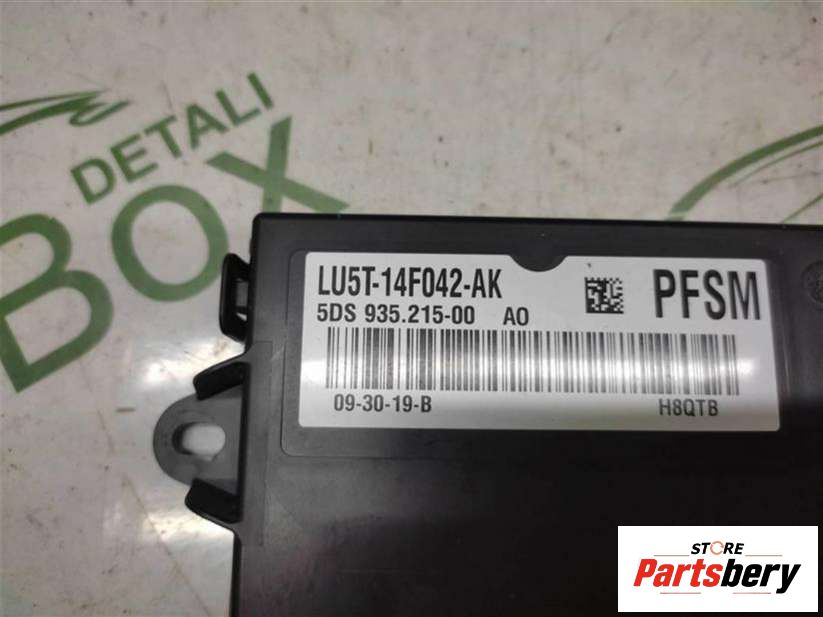 DETALI
BOX
LU5T-14F042-AK
PFSM
5DS 935.215-00 AO
09-30-19-B
H8QTB
STORE
Partsbery